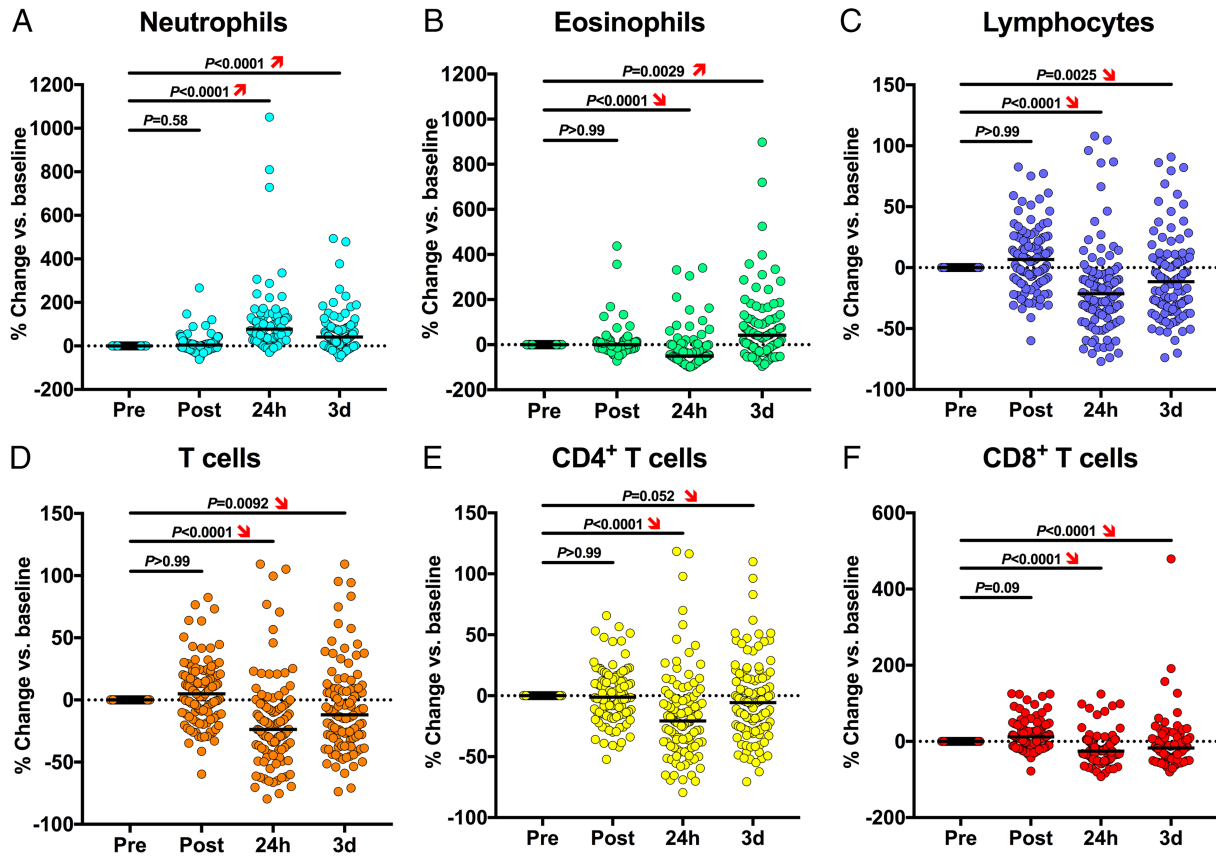 A Neutrophils
P<0.0001
P<0.0001
P=0.58
% Change vs. baseline
1200
1000
800
600
400
200
0
-200
Pre Post 24h 3d
B Eosinophils
P=0.0029
P<0.0001
P>0.99
% Change vs. baseline
1200
1000
800
600
400
200
0
-200
Pre Post 24h 3d
C Lymphocytes
P=0.0025
P<0.0001
P>0.99
% Change vs. baseline
150
100
50
0
-50
-100
Pre Post 24h 3d
D T cells
P=0.0092
P<0.0001
P>0.99
% Change vs. baseline
150
100
50
0
-50
-100
Pre Post 24h 3d
E CD4+ T cells
P=0.052
P<0.0001
P>0.99
% Change vs. baseline
150
100
50
0
-50
-100
Pre Post 24h 3d
F CD8+ T cells
P<0.0001
P<0.0001
P=0.09
% Change vs. baseline
600
400
200
0
-200
Pre Post 24h 3d